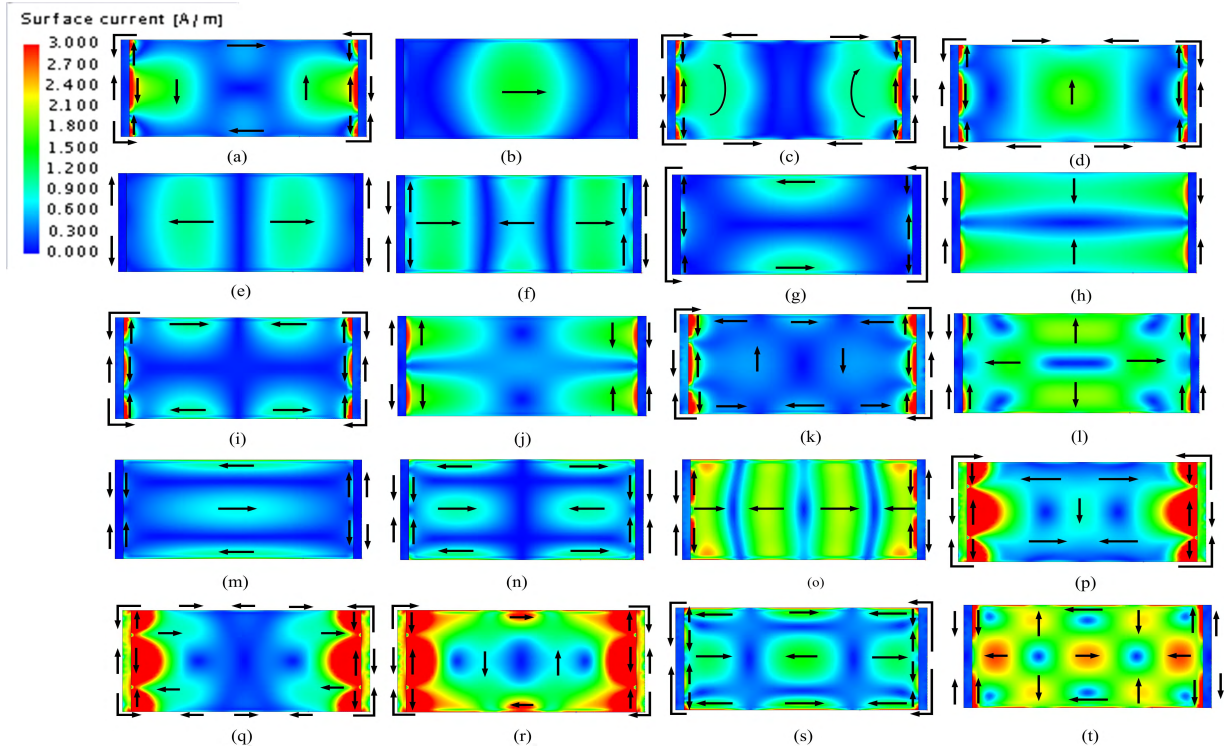 Surface current [A/m]
3.000
2.700
2.400
2.100
1.800
1.500
1.200
0.900
0.600
0.300
0.000
(a)
(b)
(c)
(d)
(e)
(f)
(g)
(h)
(i)
(j)
(k)
(l)
(m)
(n)
(o)
(p)
(q)
(r)
(s)
(t)